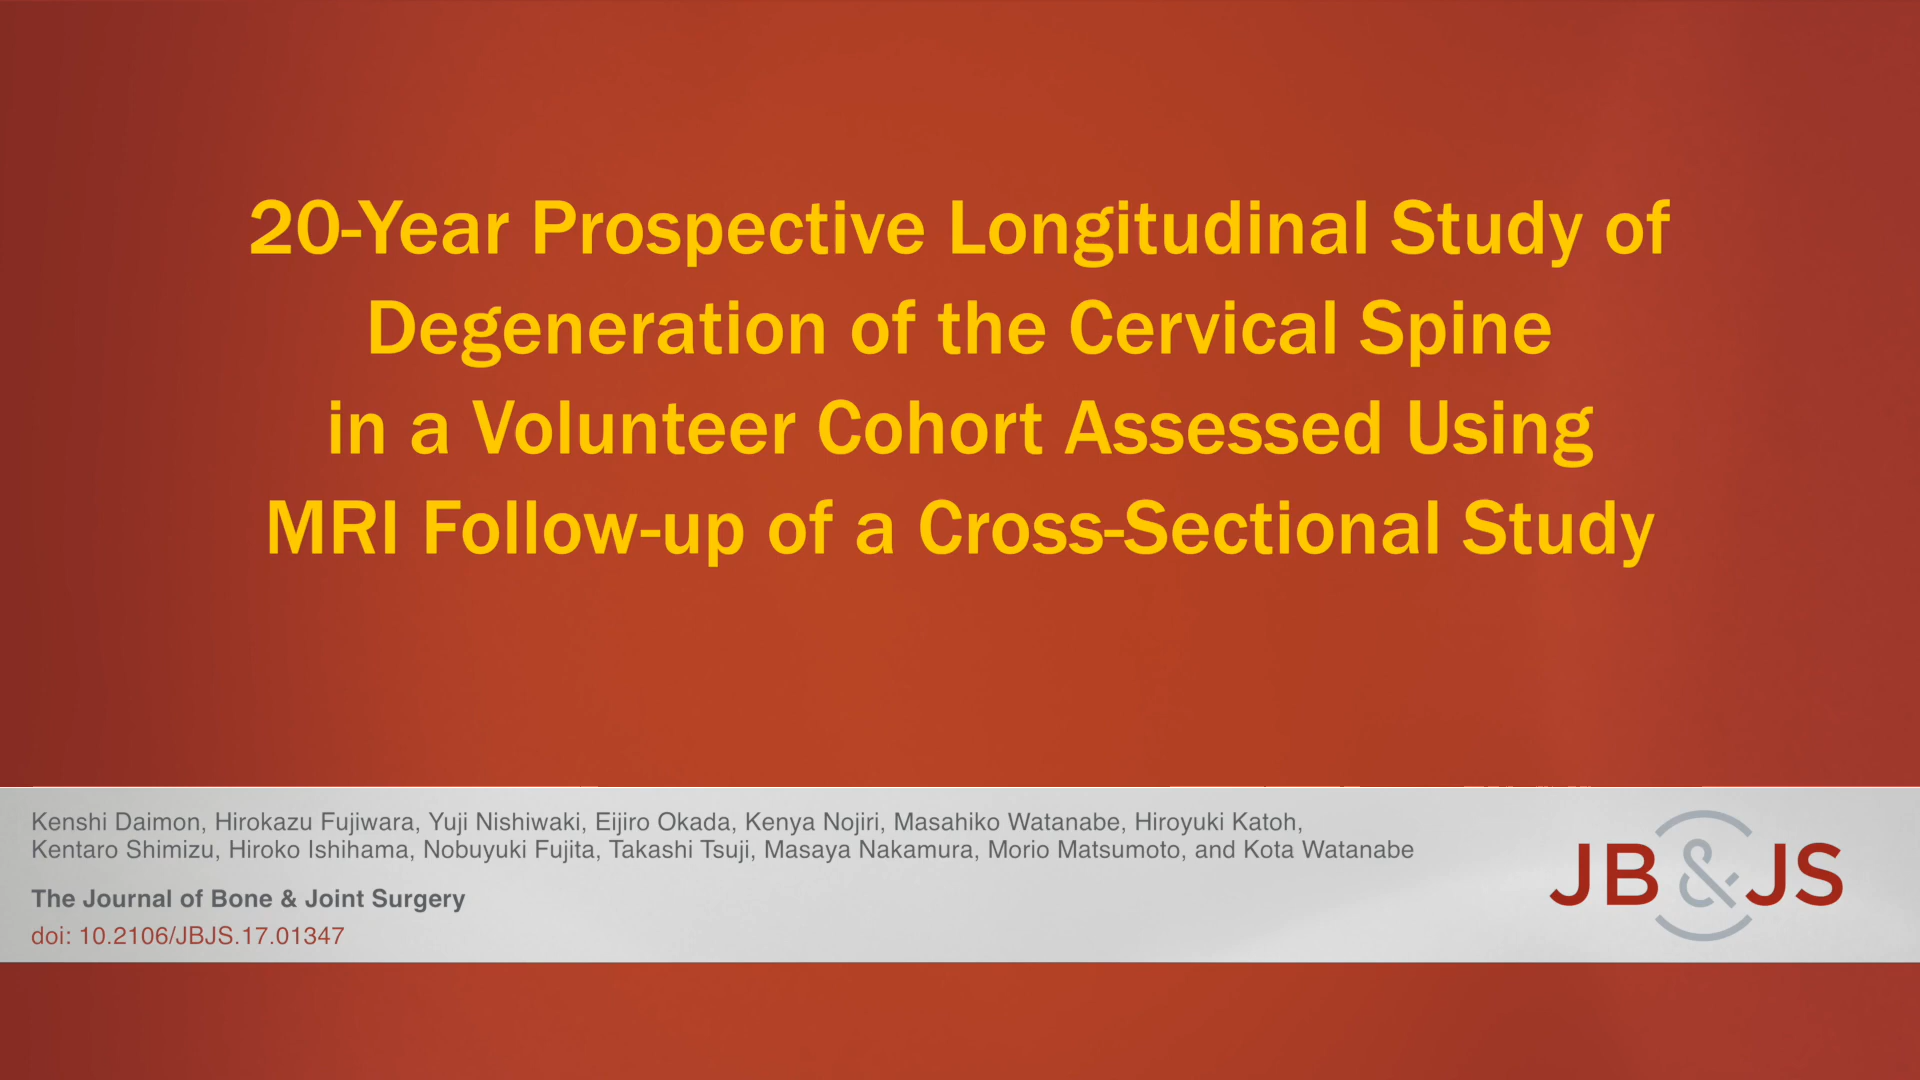 20-Year Prospective Longitudinal Study of
Degeneration of the Cervical Spine
in a Volunteer Cohort Assessed Using
MRI Follow-up of a Cross-Sectional Study
Kenshi Daimon, Hirokazu Fujiwara, Yuji Nishiwaki, Eijiro Okada, Kenya Nojiri, Masahiko Watanabe, Hiroyuki Katoh,
Kentaro Shimizu, Hiroko Ishihama, Nobuyuki Fujita, Takashi Tsuji, Masaya Nakamura, Morio Matsumoto, and Kota Watanabe
The Journal of Bone & Joint Surgery
doi: 10.2106/JBJS.17.01347
JB&JS